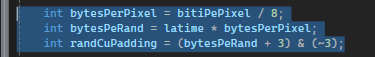 int bytesPerPixel = bitiPePixel / 8;
int bytesPeRand = latime * bytesPerPixel;
int randCuPadding = (bytesPeRand + 3) & (~3);